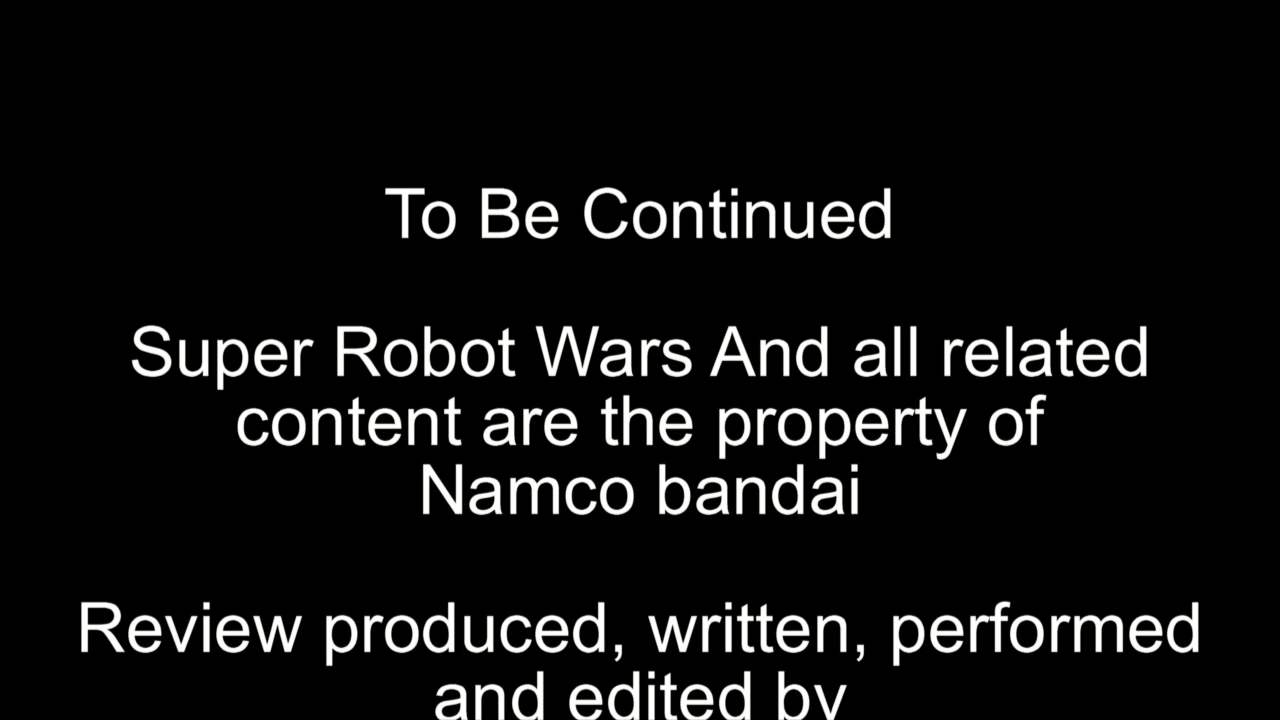 To Be Continued
Super Robot Wars And all related
content are the property of
Namco bandai
Review produced, written, performed
and edited by